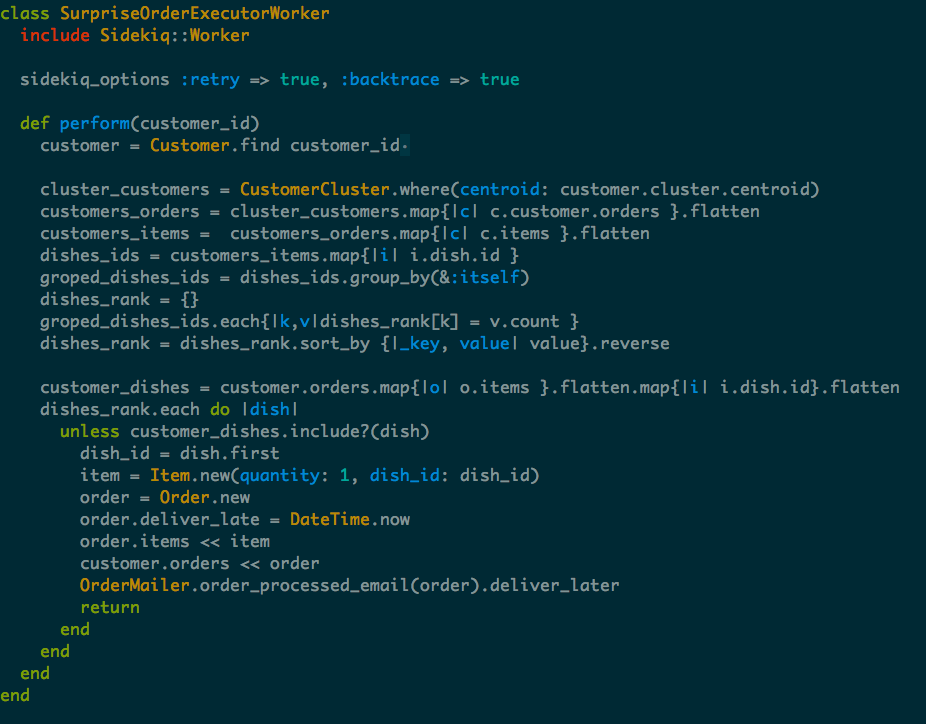 class SurpriseOrderExecutorWorker
  include Sidekiq::Worker

  sidekiq_options :retry => true, :backtrace => true

  def perform(customer_id)
    customer = Customer.find customer_id·

    cluster_customers = CustomerCluster.where(centroid: customer.cluster.centroid)
    customers_orders = cluster_customers.map{|c| c.customer.orders }.flatten
    customers_items =  customers_orders.map{|c| c.items }.flatten
    dishes_ids = customers_items.map{|i| i.dish.id }
    groped_dishes_ids = dishes_ids.group_by(&:itself)
    dishes_rank = {}
    groped_dishes_ids.each{|k,v|dishes_rank[k] = v.count }
    dishes_rank = dishes_rank.sort_by {|_key, value| value}.reverse

    customer_dishes = customer.orders.map{|o| o.items }.flatten.map{|i| i.dish.id}.flatten
    dishes_rank.each do |dish|
      unless customer_dishes.include?(dish)
        dish_id = dish.first
        item = Item.new(quantity: 1, dish_id: dish_id)
        order = Order.new
        order.deliver_late = DateTime.now
        order.items << item
        customer.orders << order
        OrderMailer.order_processed_email(order).deliver_later
        return
      end
    end
  end
end